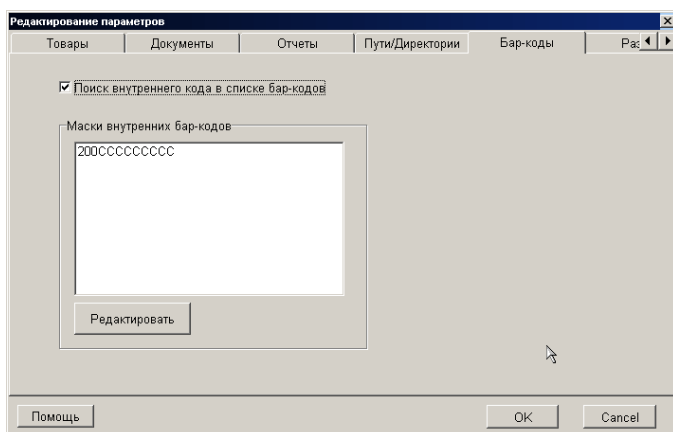 Редактирование параметров
Товары Документы Отчеты Пути/Директории Бар-коды
Поиск внутреннего кода в списке бар-кодов
Маски внутренних бар-кодов
200CCCCCCCCC
Редактировать
Помощь OK Cancel